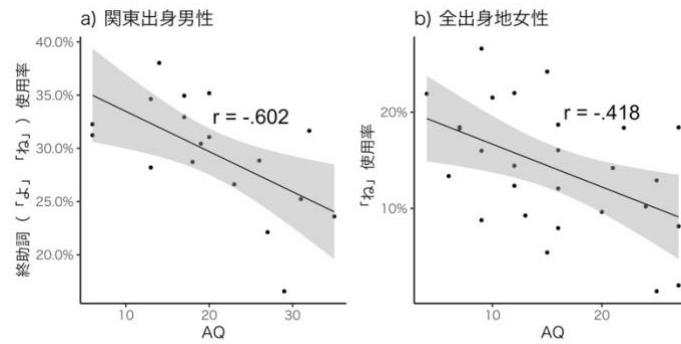 a) 関東出身男性
終助詞（「よ」「ね」）使用率
40.0%
35.0%
30.0%
25.0%
20.0%
r = -.602
10
20
30
AQ
b) 全出身地女性
「ね」使用率
20%
10%
r = -.418
10
20
AQ